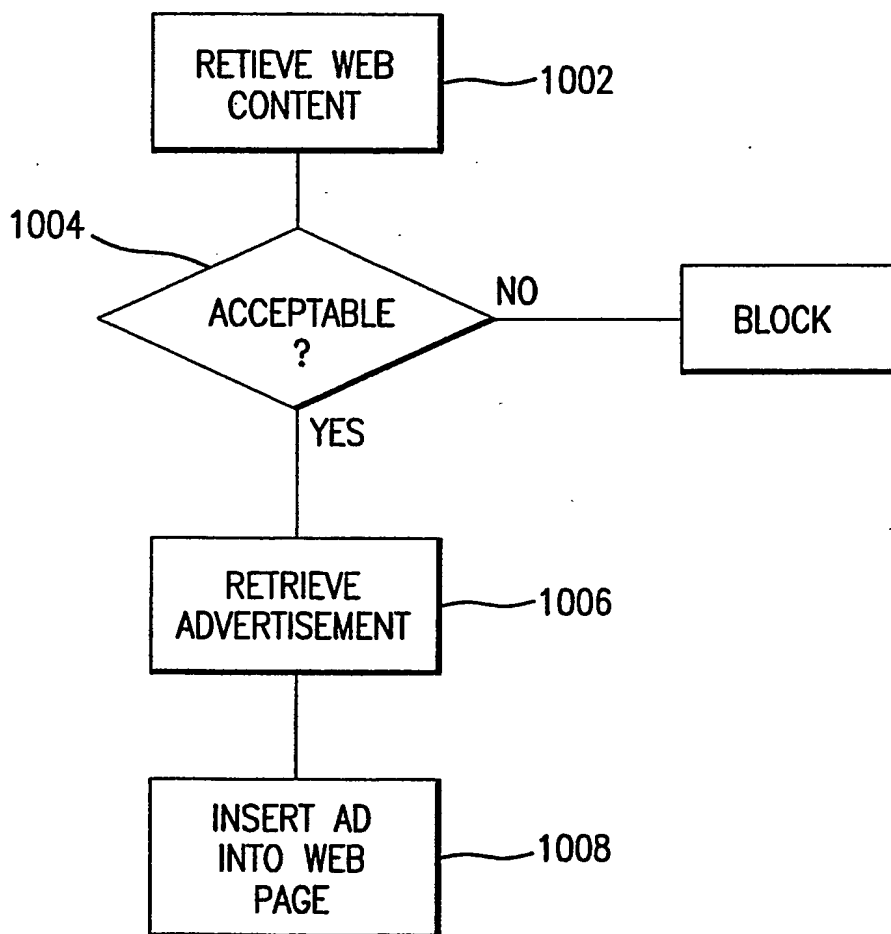 RETIEVE WEB
CONTENT
1002
1004
ACCEPTABLE
?
NO
BLOCK
YES
RETRIEVE
ADVERTISEMENT
1006
INSERT AD
INTO WEB
PAGE
1008